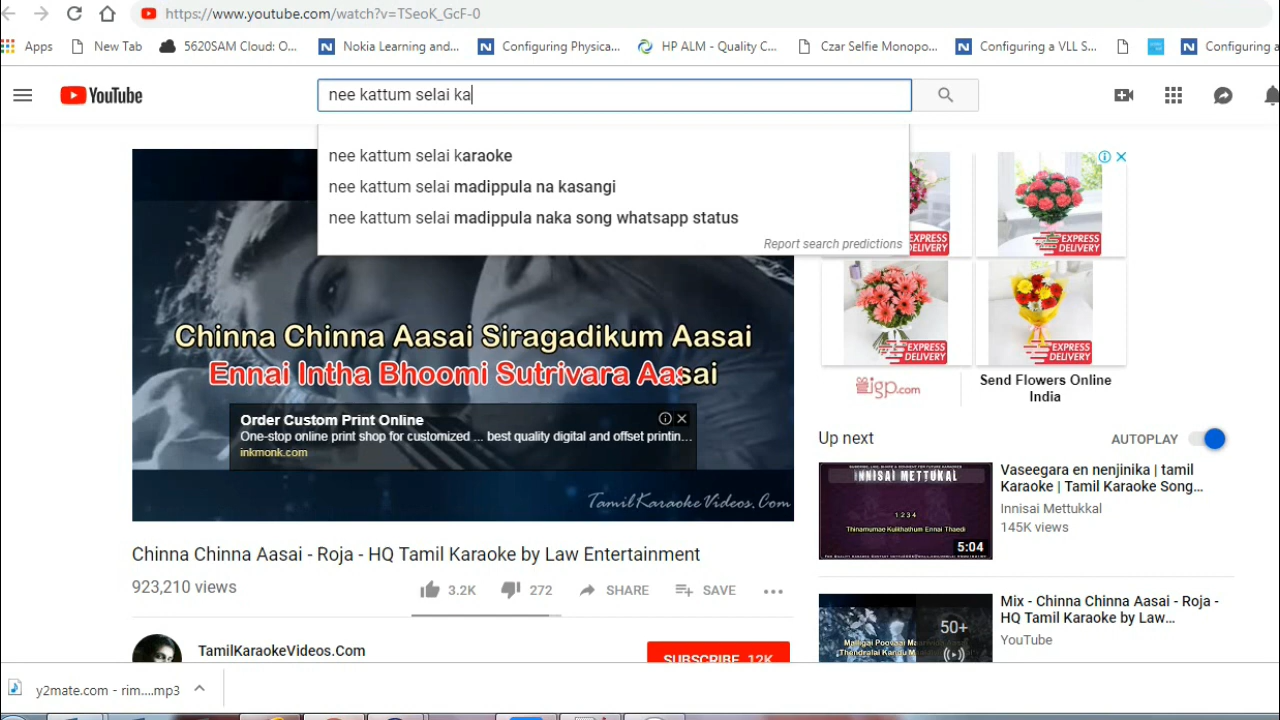 https://www.youtube.com/watch?v=TSeoK_GcF-0
Apps New Tab 5620SAM Cloud: O... Nokia Learning and... Configuring Physica... HP ALM - Quality C... Czar Selfie Monopo... Configuring a VLL S... Configuring a
YouTube
nee kattum selai ka
nee kattum selai karaoke
nee kattum selai madippula na kasangi
nee kattum selai madippula naka song whatsapp status
Report search predictions
Chinna Chinna Aasai Siragadikum Aasai
Ennai Intha Bhoomi Sutrivara Aasai
Order Custom Print Online
One-stop online print shop for customized ... best quality digital and offset printin...
inkmonk.com
TamilKaraokeVideos.Com
Chinna Chinna Aasai - Roja - HQ Tamil Karaoke by Law Entertainment
923,210 views
3.2K 272 SHARE SAVE
TamilKaraokeVideos.Com
SUBSCRIBE 12K
EXPRESS DELIVERY
EXPRESS DELIVERY
EXPRESS DELIVERY
EXPRESS DELIVERY
igp.com
Send Flowers Online
India
Up next AUTOPLAY
INNISAI METTUKAL
1 2 3 4
Thinamumae Kulithathum Ennai Thaedi
5:04
Vaseegara en nenjinika | tamil
Karaoke | Tamil Karaoke Song...
Innisai Mettukkal
145K views
50+
Mix - Chinna Chinna Aasai - Roja -
HQ Tamil Karaoke by Law...
YouTube
y2mate.com - rim....mp3